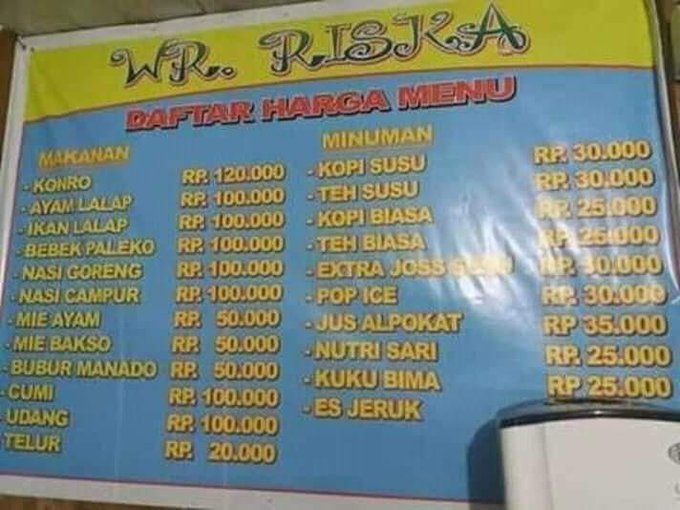 WR. RISKA
DAFTAR HARGA MENU
MAKANAN
- KONRO RP. 120.000
- AYAM LALAP RP. 100.000
- IKAN LALAP RP. 100.000
- BEBEK PALEKO RP. 100.000
- NASI GORENG RP. 100.000
- NASI CAMPUR RP. 100.000
- MIE AYAM RP. 50.000
- MIE BAKSO RP. 50.000
- BUBUR MANADO RP. 50.000
- CUMI RP. 100.000
- UDANG RP. 100.000
TELUR RP. 20.000
MINUMAN
- KOPI SUSU RP. 30.000
- TEH SUSU RP. 30.000
- KOPI BIASA RP. 25.000
- TEH BIASA RP. 25.000
- EXTRA JOSS SUSU RP. 30.000
- POP ICE RP. 30.000
- JUS ALPOKAT RP 35.000
- NUTRI SARI RP. 25.000
- KUKU BIMA RP 25.000
- ES JERUK